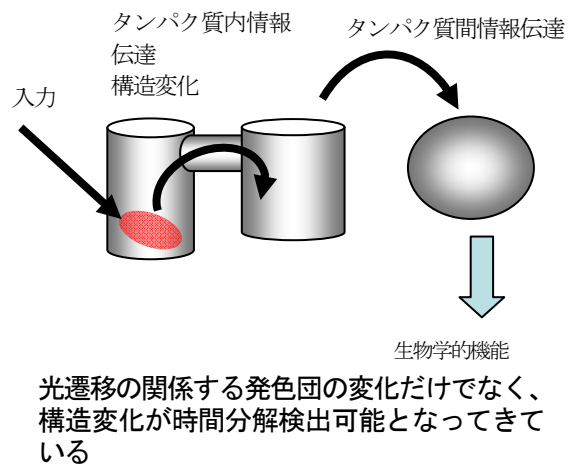 タンパク質内情報
伝達
構造変化
タンパク質間情報伝達
入力
生物学的機能
光遷移の関係する発色団の変化だけでなく、
構造変化が時間分解検出可能となってきて
いる